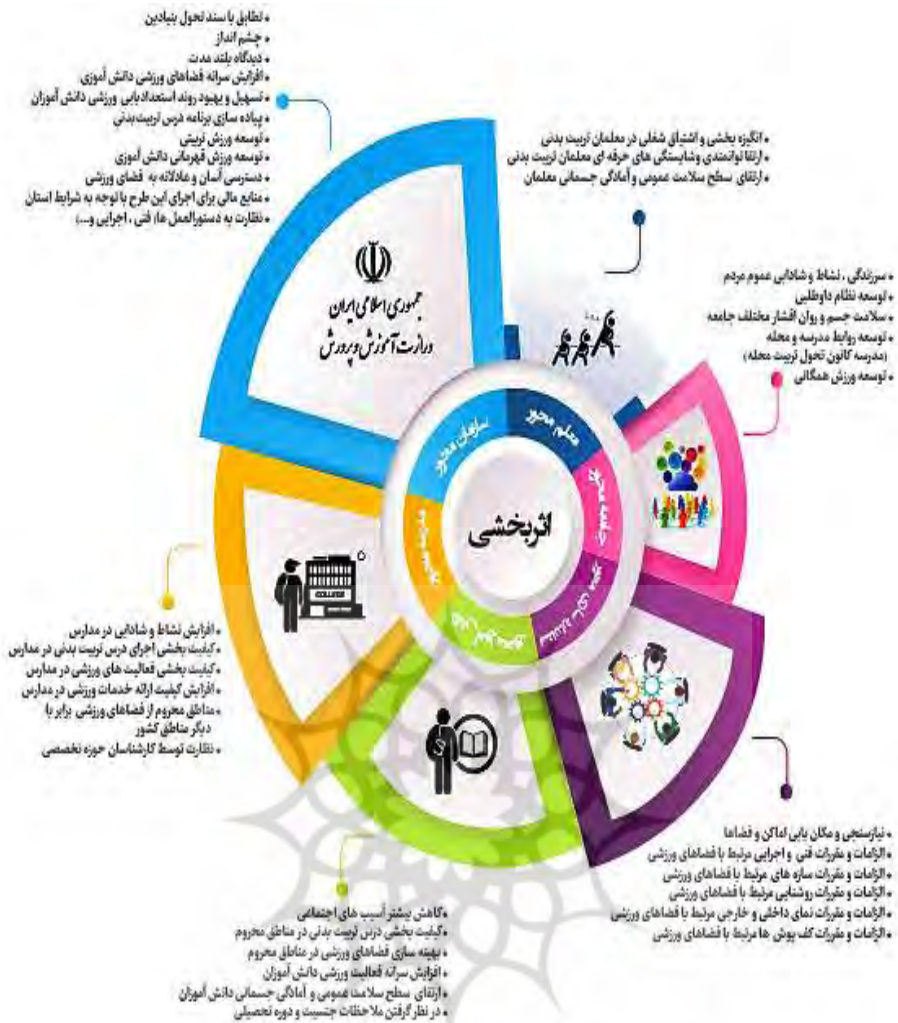 • تطابق با سند تحول بنیادین
• چشم انداز
• دیدگاه بلند مدت
• افزایش سرانه فضاهای ورزشی دانش آموزی
• تسهیل و بهبود روند استعدادیابی ورزشی دانش آموزان
• پیاده سازی برنامه درس تربیت بدنی
• توسعه ورزش تربیتی
• توسعه ورزش قهرمانی دانش آموزی
• دسترسی آسان و عادلانه به فضای ورزشی
• منابع مالی برای اجرای این طرح با توجه به شرایط استان
• نظارت به دستورالعمل ها( فنی ، اجرایی و...)
• انگیزه بخشی و اشتیاق شغلی در معلمان تربیت بدنی
• ارتقا توانمندی وشایستگی های حرفه ای معلمان تربیت بدنی
• ارتقای سطح سلامت عمومی و آمادگی جسمانی معلمان
• سرزندگی ، نشاط و شادابی عموم مردم
• توسعه نظام داوطلبی
• سلامت جسم و روان اقشار مختلف جامعه
• توسعه روابط مدرسه و محله
(مدرسه کانون تحول تربیت محله)
• توسعه ورزش همگانی
جمهوری اسلامی ایران
وزارت آموزش و پرورش
سازمان محور
معلم محور
جامعه محور
استاندارد سازی محور
دانش آموز محور
اثربخشی
COLLEGE
• افزایش نشاط و شادابی در مدارس
• کیفیت بخشی اجرای درس تربیت بدنی در مدارس
• کیفیت بخشی فعالیت های ورزشی در مدارس
• افزایش کیفیت ارائه خدمات ورزشی در مدارس
• مناطق محروم از فضاهای ورزشی برابر با
دیگر مناطق کشور
• نظارت توسط کارشناسان حوزه تخصصی
• نیازسنجی و مکان یابی اماکن و فضاها
• الزامات و مقررات فنی و اجرایی مرتبط با فضاهای ورزشی
• الزامات و مقررات سازه های مرتبط با فضاهای ورزشی
• الزامات و مقررات روشنایی مرتبط با فضاهای ورزشی
• الزامات و مقررات نمای داخلی و خارجی مرتبط با فضاهای ورزشی
• الزامات و مقررات کف پوش ها مرتبط با فضاهای ورزشی
• کاهش بیشتر آسیب های اجتماعی
• کیفیت بخشی درس تربیت بدنی در مناطق محروم
• بهینه سازی فضاهای ورزشی در مناطق محروم
• افزایش سرانه فعالیت ورزشی دانش آموزان
• ارتقای سطح سلامت عمومی و آمادگی جسمانی دانش آموزان
• در نظر گرفتن ملاحظات جنسیت و دوره تحصیلی